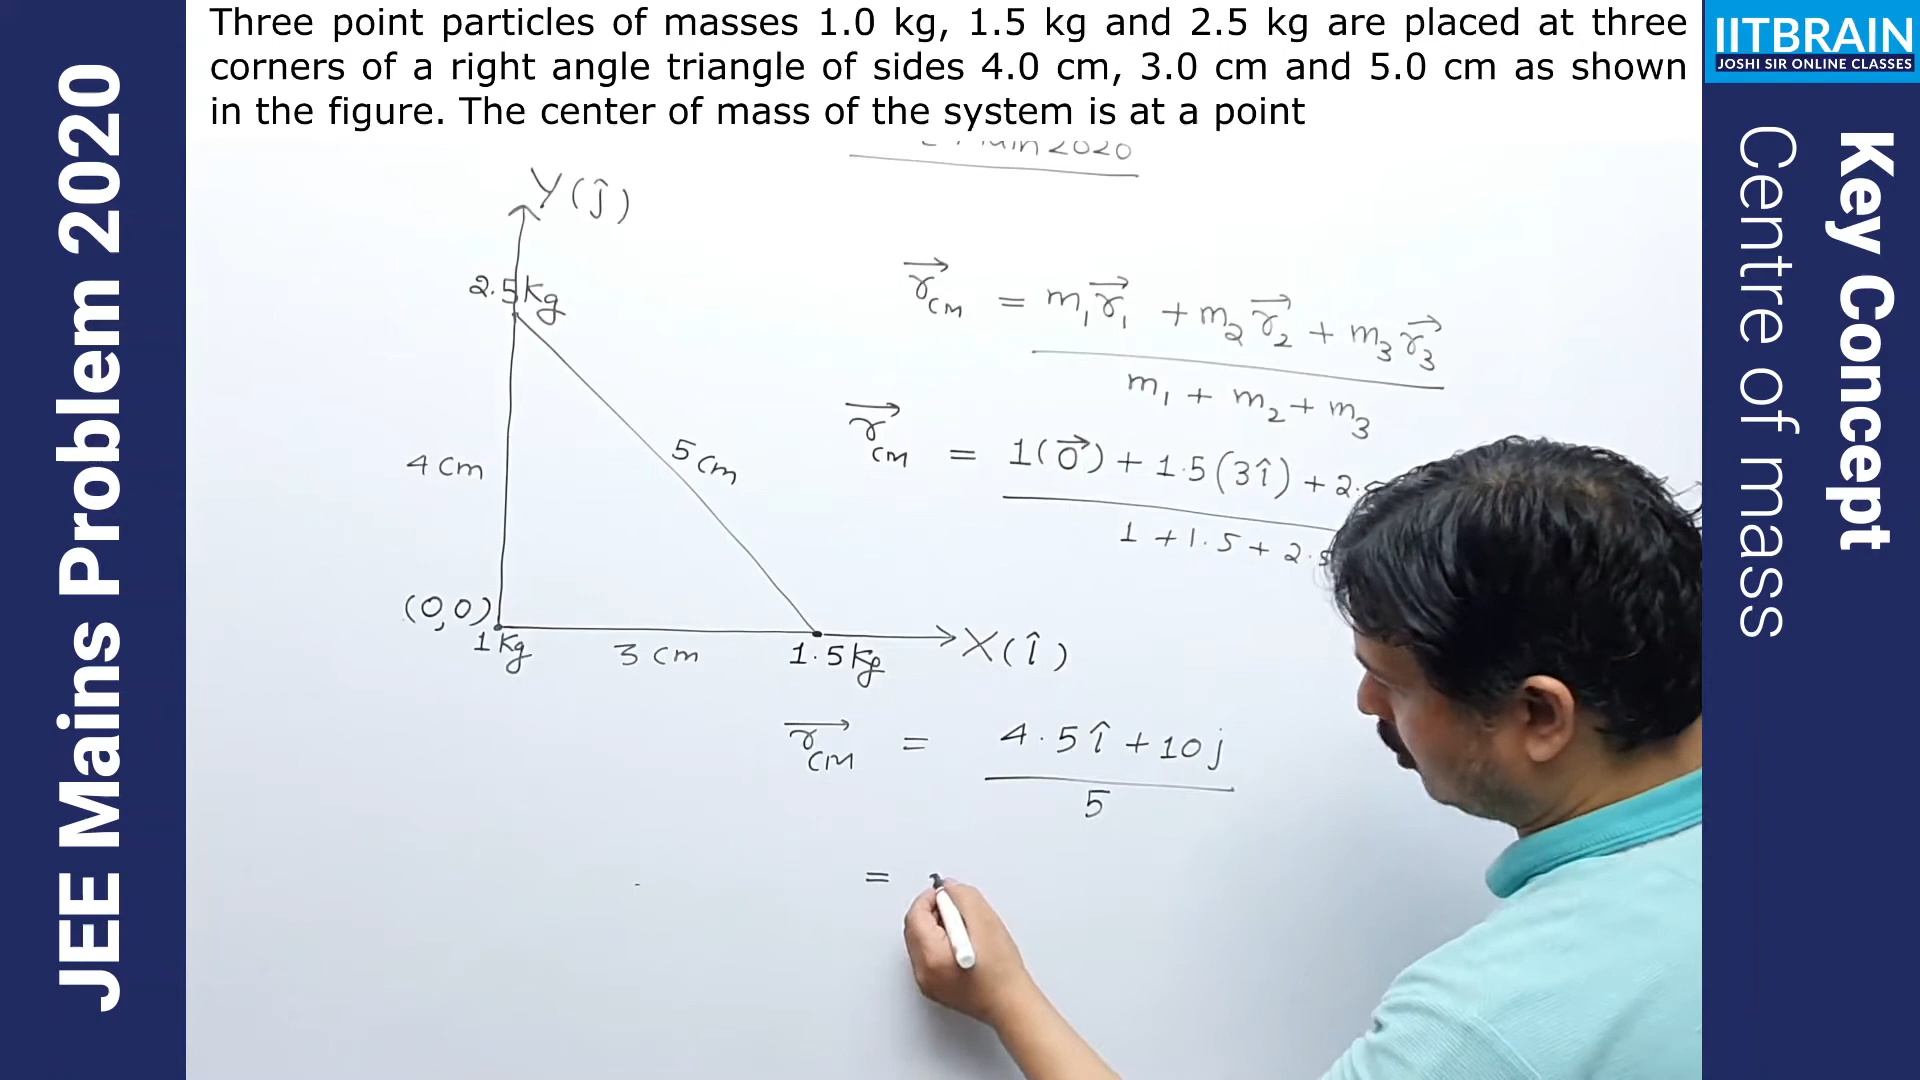 JEE Mains Problem 2020
Three point particles of masses 1.0 kg, 1.5 kg and 2.5 kg are placed at three
corners of a right angle triangle of sides 4.0 cm, 3.0 cm and 5.0 cm as shown
in the figure. The center of mass of the system is at a point
IITBRAIN
JOSHI SIR ONLINE CLASSES
Key Concept
Centre of mass
2020
Y(ĵ)
2.5kg
4 cm
5 cm
(0,0)
1 kg
3 cm
1.5 kg
X(î)
r⃗cm = m₁r⃗₁ + m₂r⃗₂ + m₃r⃗₃
m₁ + m₂ + m₃
r⃗cm = 1(0⃗) + 1.5(3î) + 2.
1 + 1.5 + 2.5
r⃗cm = 4.5î + 10j
5
=